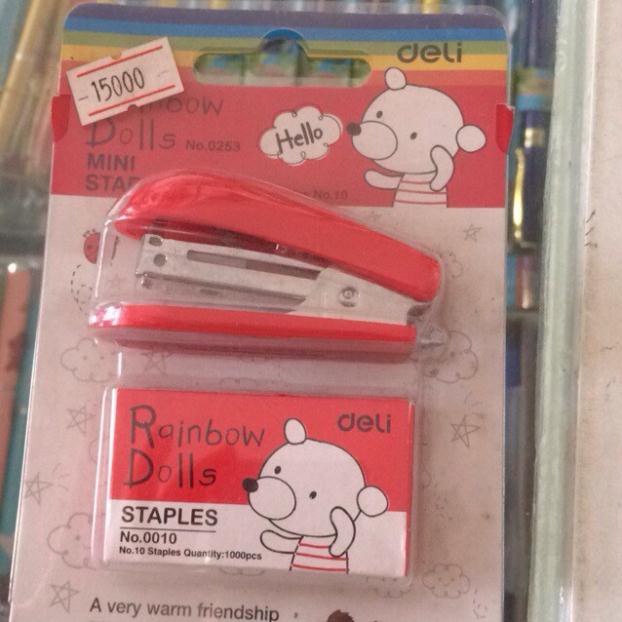 deli
-15000-
Rainbow
Dolls No.0253
Hello
MINI
No.10
Rainbow
Dolls
deli
STAPLES
No.0010
No.10 Staples Quantity:1000pcs
A very warm friendship